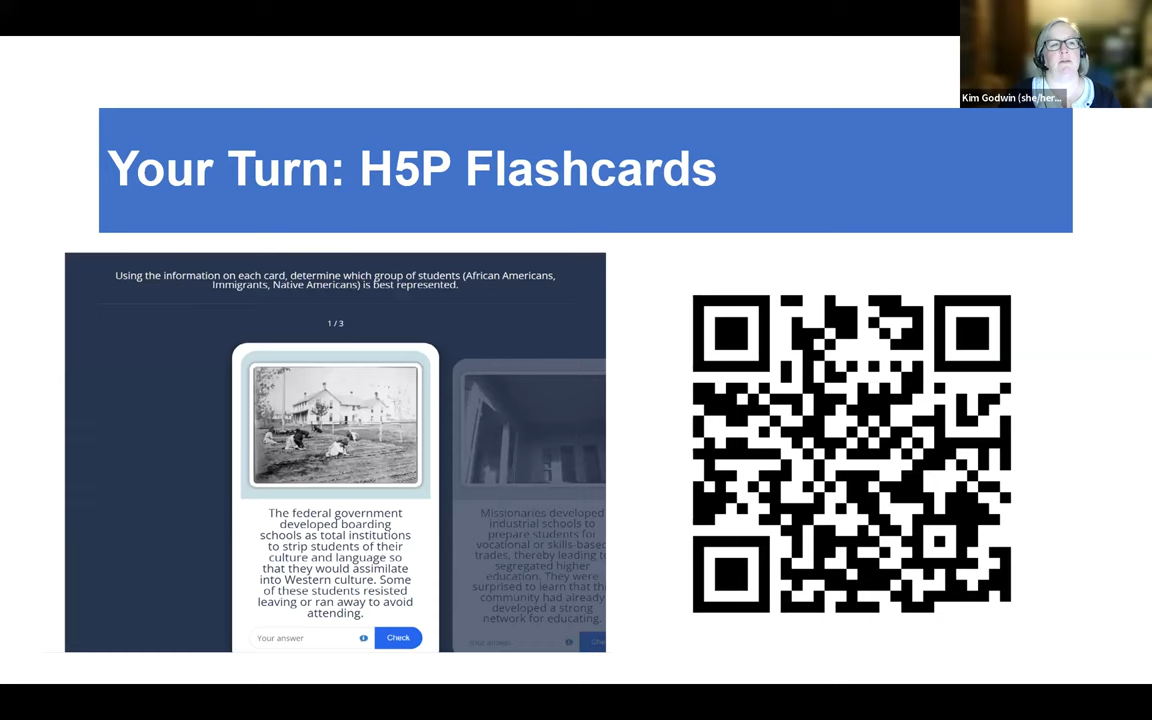 Kim Godwin (she/her...
Your Turn: H5P Flashcards
Using the information on each card, determine which group of students (African Americans,
Immigrants, Native Americans) is best represented.
1 / 3
The federal government
developed boarding
schools as total institutions
to strip students of their
culture and language so
that they would assimilate
into Western culture. Some
of these students resisted
leaving or ran away to avoid
attending.
Your answer
Check
Missionaries developed
industrial schools to
prepare students for
vocational or skills-based
trades, thereby leading to
segregated higher
education. They were
surprised to learn that the
community had already
developed a strong
network for educating.
Your answer